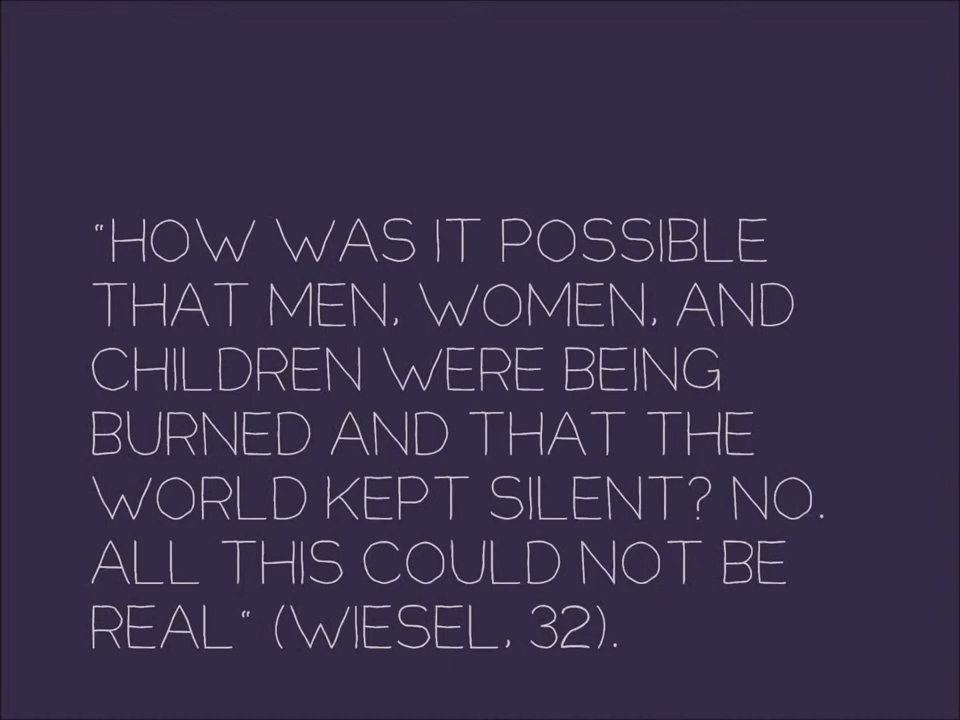 "HOW WAS IT POSSIBLE
THAT MEN, WOMEN, AND
CHILDREN WERE BEING
BURNED AND THAT THE
WORLD KEPT SILENT? NO.
ALL THIS COULD NOT BE
REAL" (WIESEL, 32).